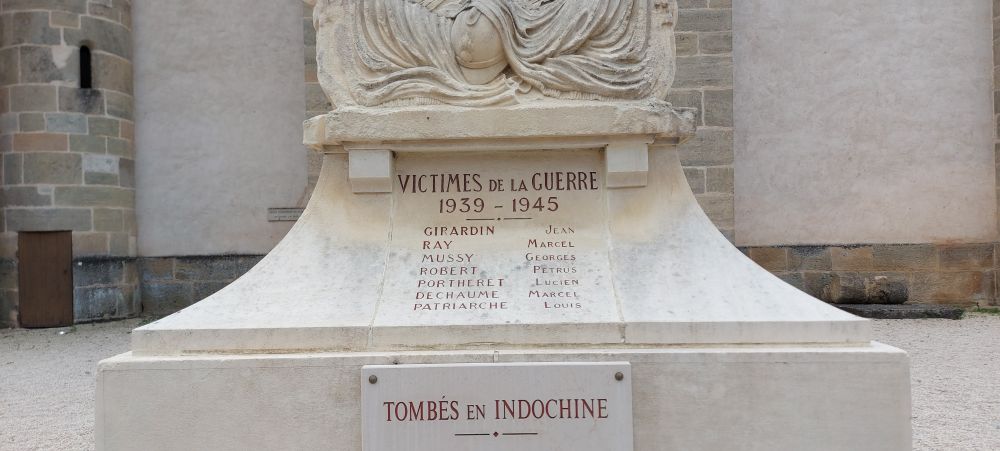 VICTIMES DE LA GUERRE
1939 - 1945
GIRARDIN JEAN
RAY MARCEL
MUSSY GEORGES
ROBERT PÉTRUS
PORTHERET LUCIEN
DECHAUME MARCEL
PATRIARCHE LOUIS
TOMBÉS EN INDOCHINE